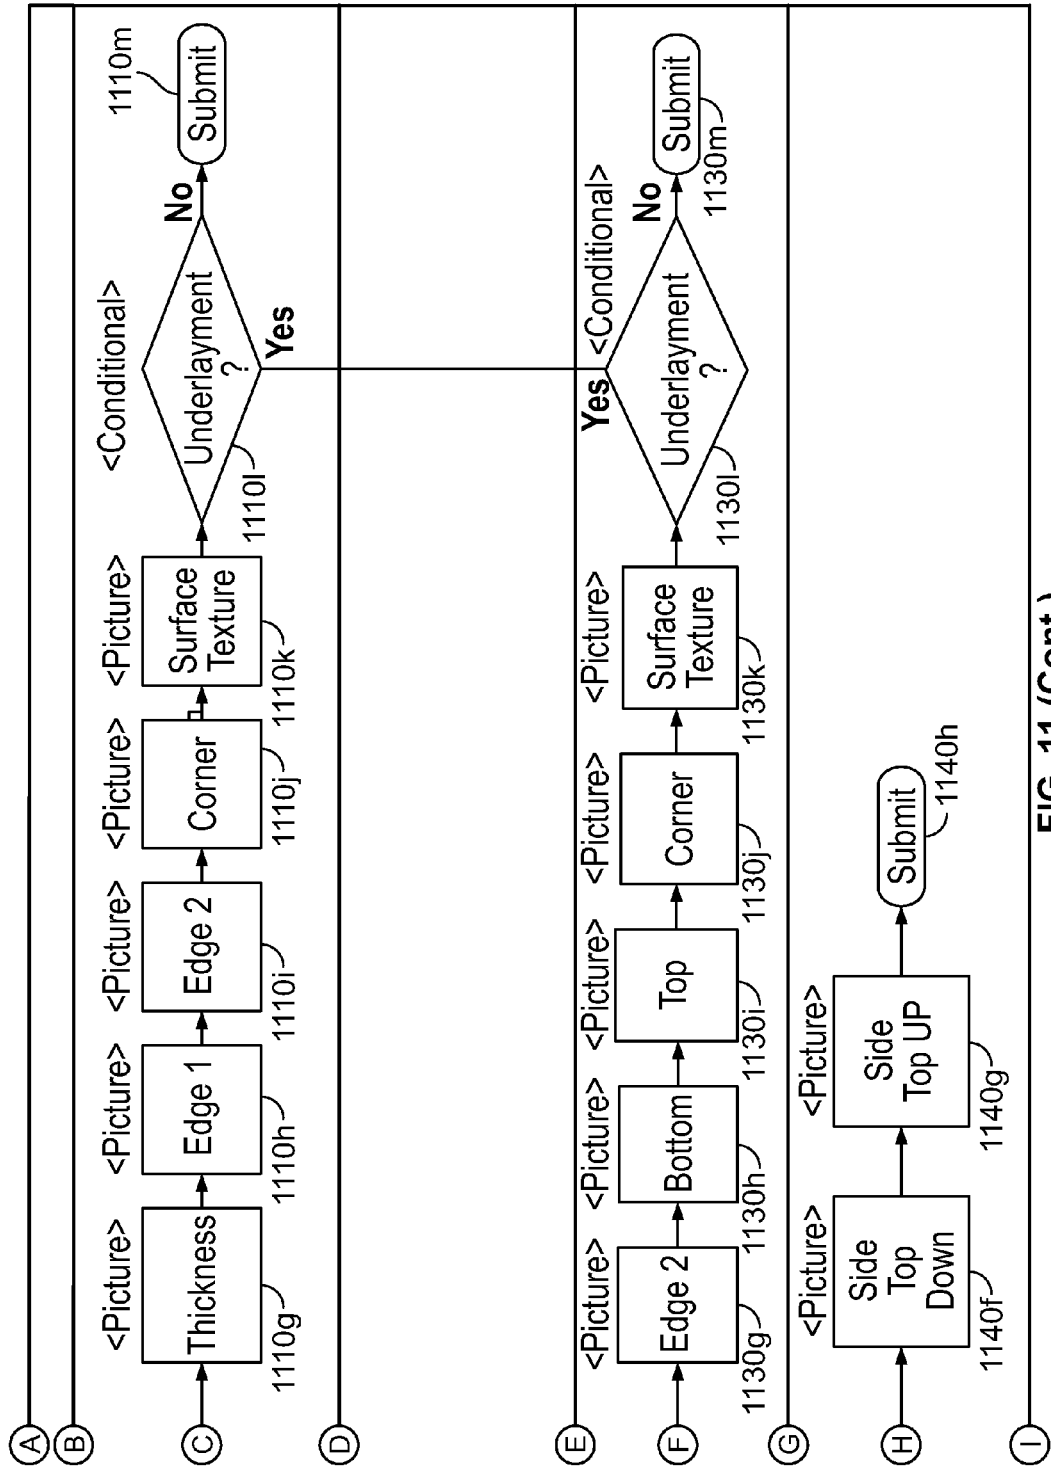 A
B
C
<Picture>
Thickness
1110g
<Picture>
Edge 1
1110h
<Picture>
Edge 2
1110i
<Picture>
Corner
1110j
<Picture>
Surface
Texture
1110k
<Conditional>
Underlayment
?
1110l
Yes
No
Submit
1110m
D
E
F
<Picture>
Edge 2
1130g
<Picture>
Bottom
1130h
<Picture>
Top
1130i
<Picture>
Corner
1130j
<Picture>
Surface
Texture
1130k
<Conditional>
Yes
Underlayment
?
1130l
No
Submit
1130m
G
H
<Picture>
Side
Top
Down
1140f
<Picture>
Side
Top UP
1140g
Submit
1140h
I
FIG. 11 (Cont.)